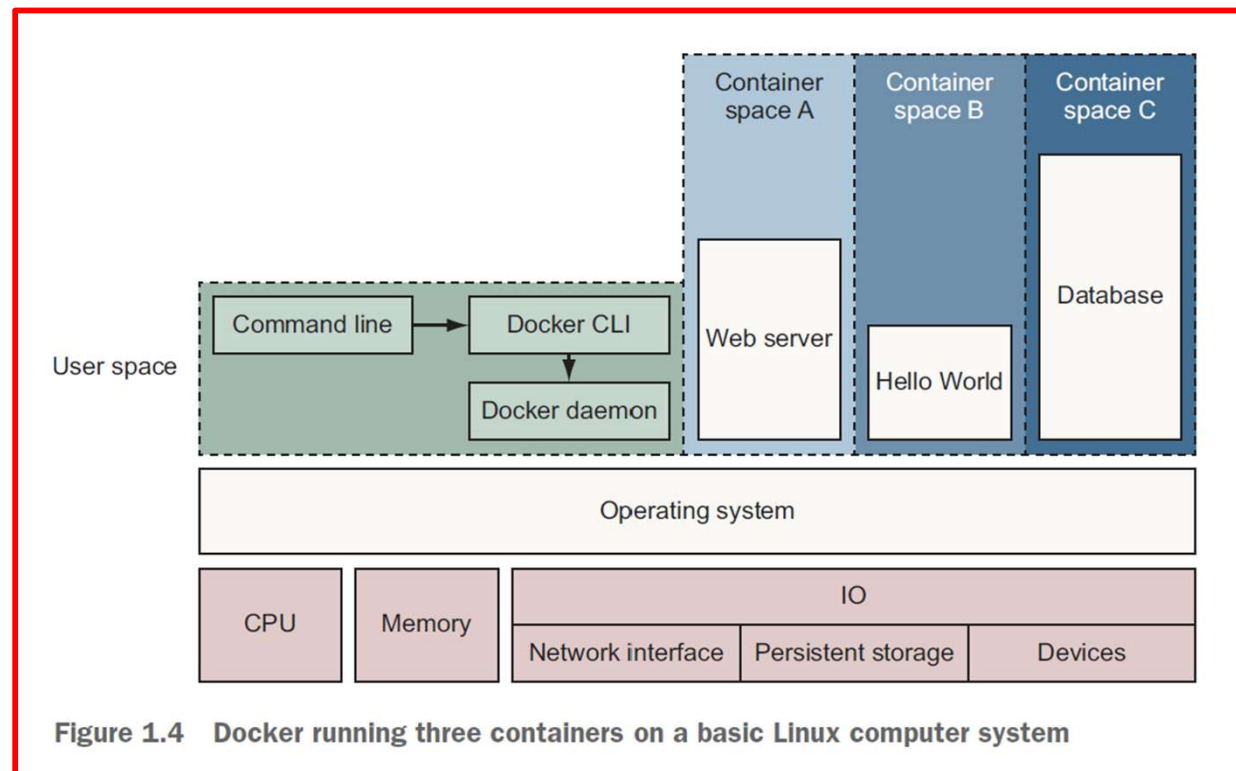 Container
space A
Container
space B
Container
space C
Command line
Docker CLI
Docker daemon
User space
Web server
Hello World
Database
Operating system
CPU
Memory
IO
Network interface
Persistent storage
Devices
Figure 1.4 Docker running three containers on a basic Linux computer system